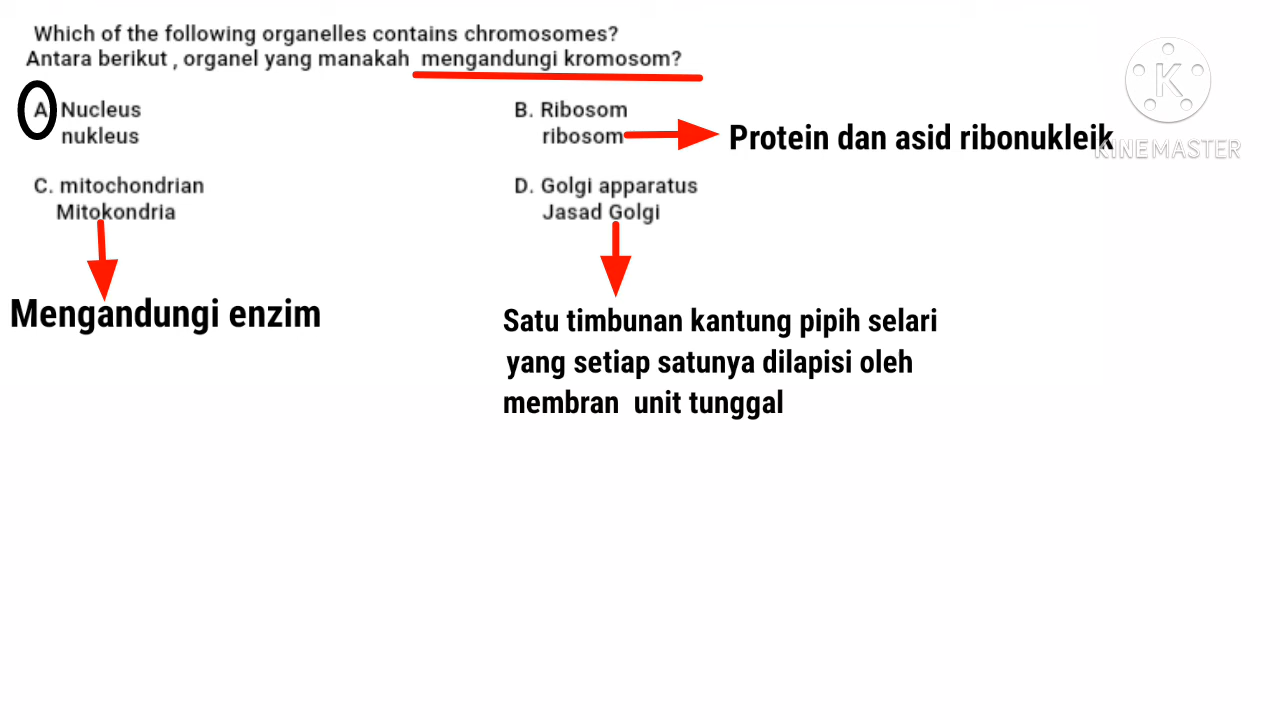 Which of the following organelles contains chromosomes?
Antara berikut , organel yang manakah mengandungi kromosom?
A. Nucleus
nukleus
B. Ribosom
ribosom
Protein dan asid ribonukleik
C. mitochondrian
Mitokondria
D. Golgi apparatus
Jasad Golgi
Mengandungi enzim
Satu timbunan kantung pipih selari
yang setiap satunya dilapisi oleh
membran unit tunggal
K
KINEMASTER